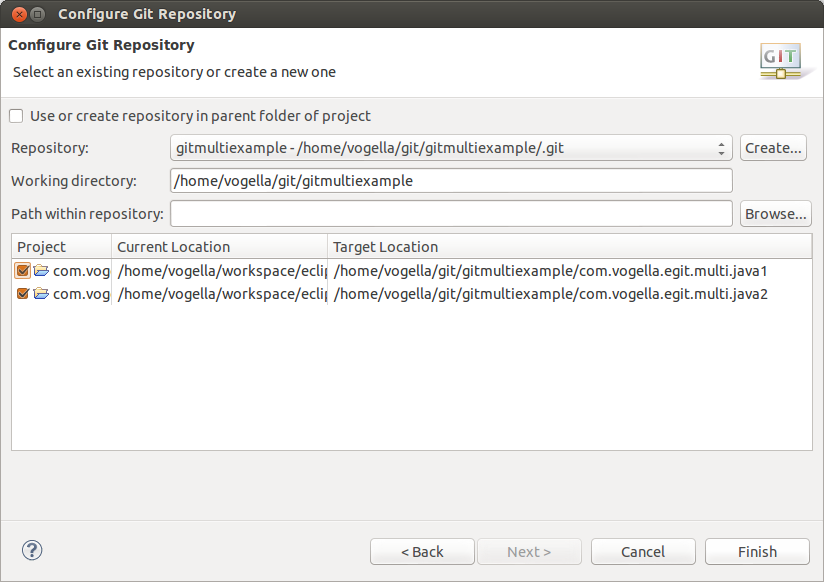 Configure Git Repository
Configure Git Repository
Select an existing repository or create a new one
GIT
Use or create repository in parent folder of project
Repository: gitmultiexample - /home/vogella/git/gitmultiexample/.git Create...
Working directory: /home/vogella/git/gitmultiexample
Path within repository: Browse...
Project Current Location Target Location
com.vog /home/vogella/workspace/eclip /home/vogella/git/gitmultiexample/com.vogella.egit.multi.java1
com.vog /home/vogella/workspace/eclip /home/vogella/git/gitmultiexample/com.vogella.egit.multi.java2
? < Back Next > Cancel Finish